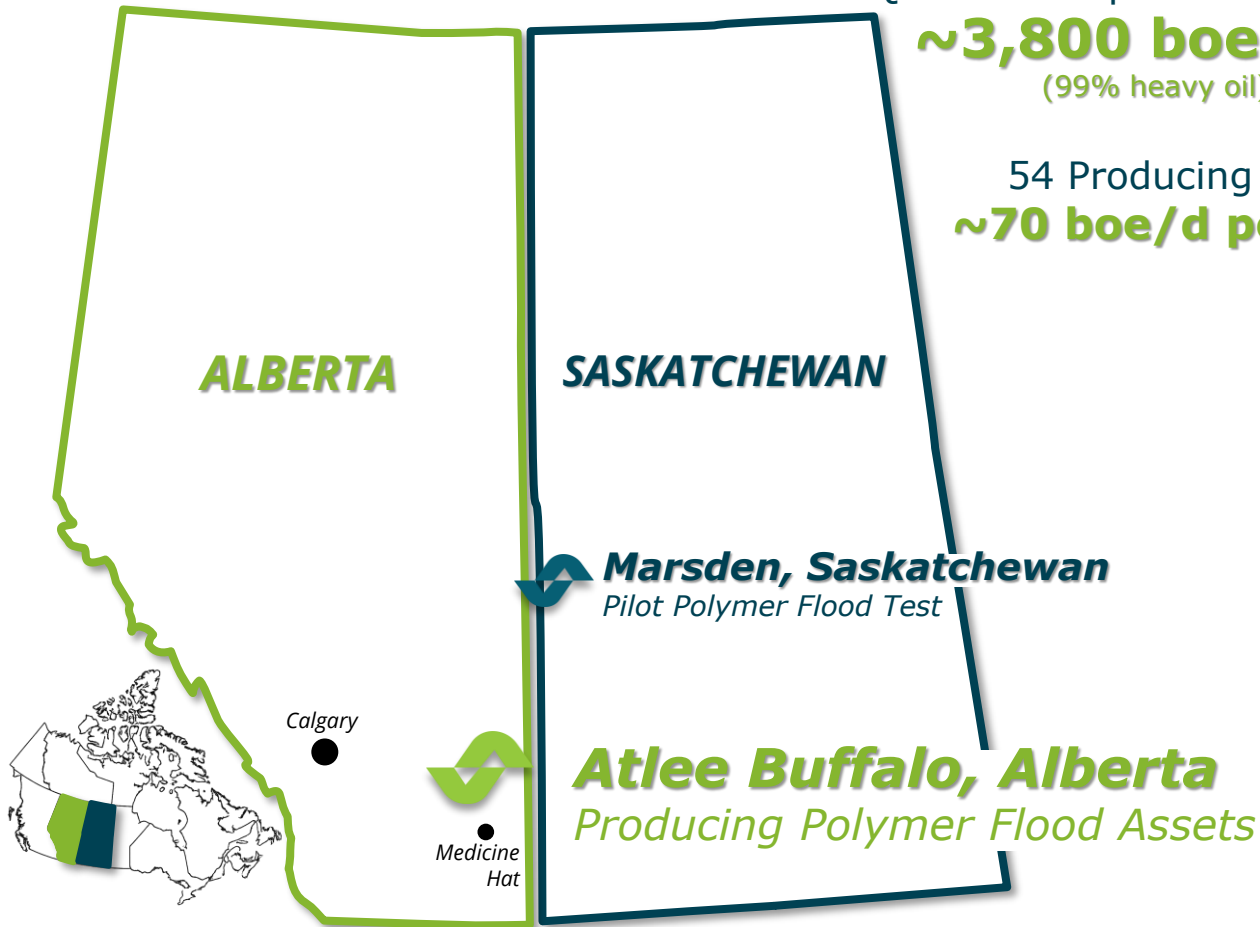 ~3,800 boe
(99% heavy oil)
54 Producing
~70 boe/d
ALBERTA
SASKATCHEWAN
Marsden, Saskatchewan
Pilot Polymer Flood Test
Calgary
Atlee Buffalo, Alberta
Producing Polymer Flood Assets
Medicine
Hat